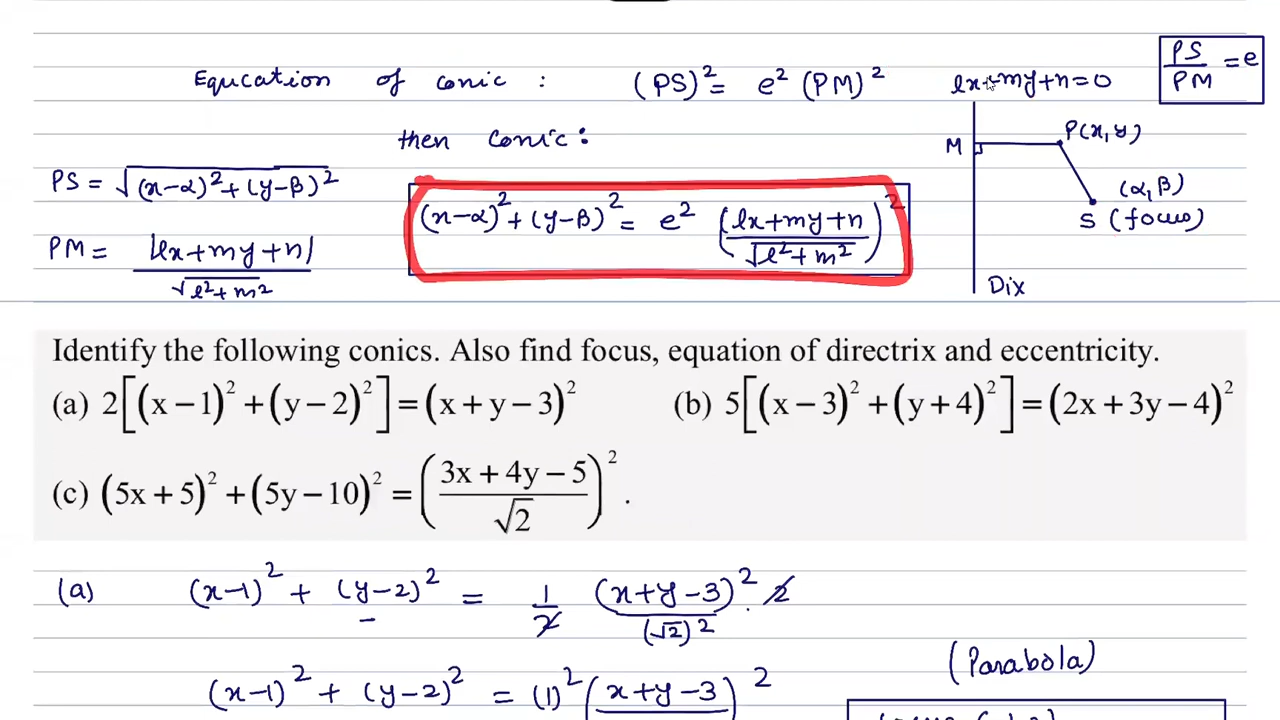 Equcation of conic : (PS)² = e² (PM)² lx+my+n=0 PS/PM = e
then Conic :
M P(x,y)
PS = √((x-α)²+(y-β)²) (α,β)
(x-α)²+(y-β)² = e² ((lx+my+n)/√(l²+m²))² S (focus)
PM = |lx+my+n|/√(l²+m²)
Dix
Identify the following conics. Also find focus, equation of directrix and eccentricity.
(a) 2[(x−1)²+(y−2)²]=(x+y−3)² (b) 5[(x−3)²+(y+4)²]=(2x+3y−4)²
(c) (5x+5)²+(5y−10)²=((3x+4y−5)/√2)².
(a) (x-1)² + (y-2)² = 1/2 (x+y-3)²/(√2)² · 2
(Parabola)
(x-1)² + (y-2)² = (1)² (x+y-3)²